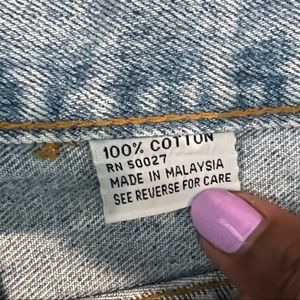 100% COTTON
RN 50027
MADE IN MALAYSIA
SEE REVERSE FOR CARE